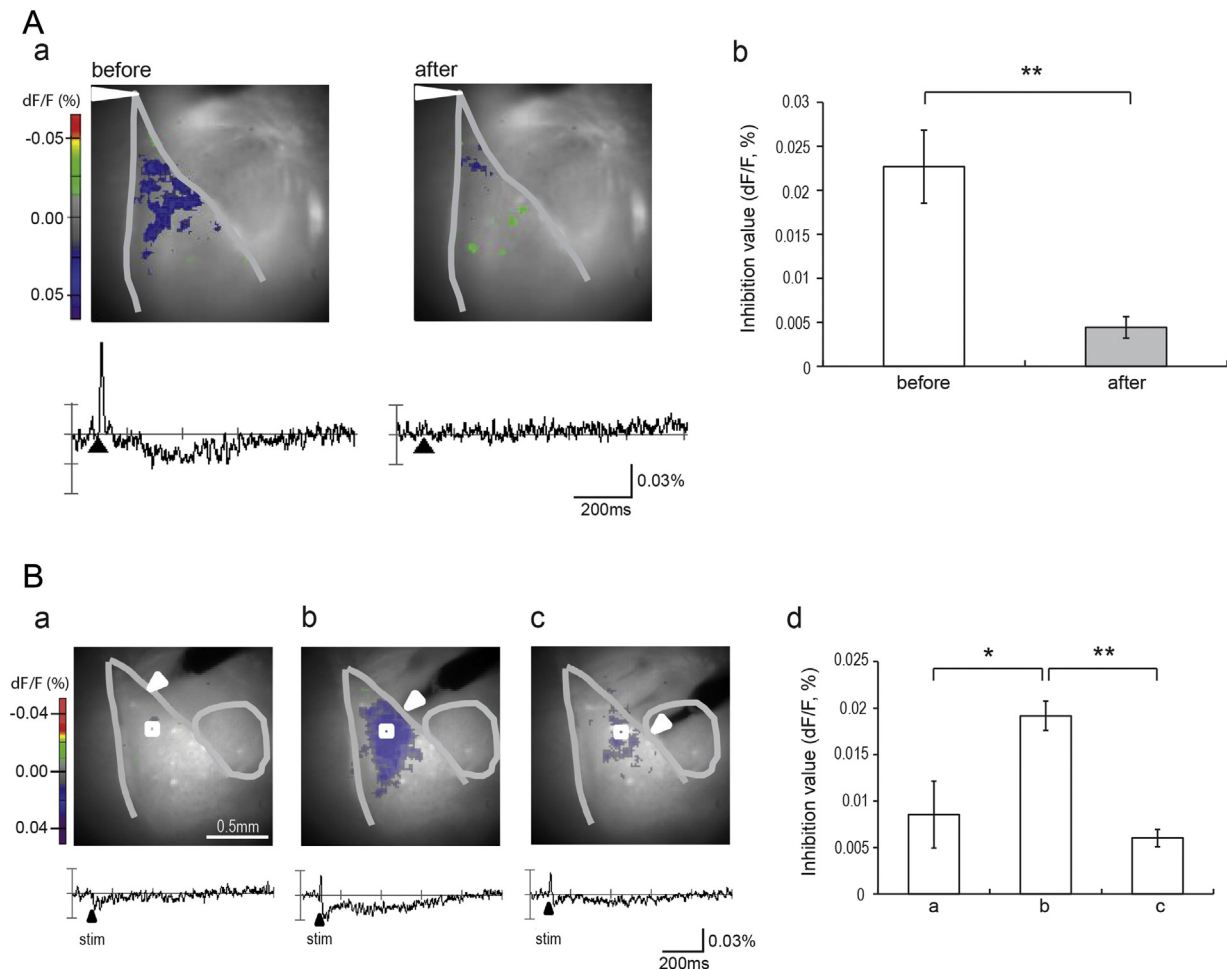 A
a
before
after
dF/F (%)
-0.05
0.00
0.05
0.03%
200ms
b
**
Inhibition value (dF/F, %)
0.03
0.025
0.02
0.015
0.01
0.005
0
before
after
B
a
b
c
dF/F (%)
-0.04
0.00
0.04
0.5mm
stim
stim
stim
0.03%
200ms
d
*
**
Inhibition value (dF/F, %)
0.025
0.02
0.015
0.01
0.005
0
a
b
c